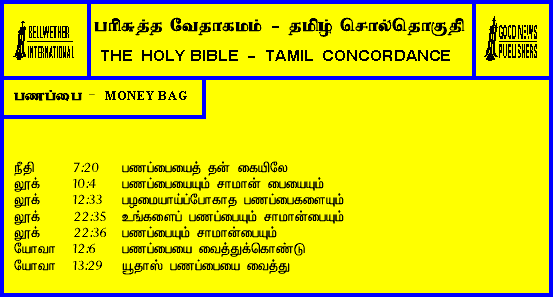 BELLWETHER
INTERNATIONAL
பரிசுத்த வேதாகமம் - தமிழ் சொல்தொகுதி
THE HOLY BIBLE - TAMIL CONCORDANCE
GOOD NEWS
PUBLISHERS
பணப்பை - MONEY BAG
நீதி 7:20 பணப்பையைத் தன் கையிலே
லூக் 10:4 பணப்பையையும் சாமான் பையையும்
லூக் 12:33 பழமையாய்ப்போகாத பணப்பைகளையும்
லூக் 22:35 உங்களைப் பணப்பையும் சாமான்பையும்
லூக் 22:36 பணப்பையும் சாமான்பையும்
யோவா 12:6 பணப்பையை வைத்துக்கொண்டு
யோவா 13:29 யூதாஸ் பணப்பையை வைத்து